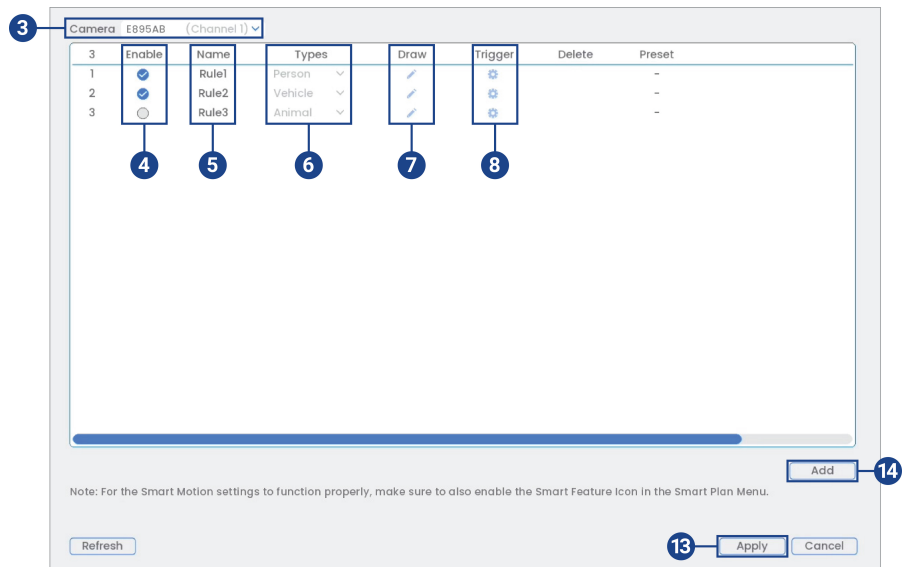 3 Camera E895AB (Channel 1)
3 Enable Name Types Draw Trigger Delete Preset
1 Rule1 Person -
2 Rule2 Vehicle -
3 Rule3 Animal -
4 5 6 7 8
Add 14
Note: For the Smart Motion settings to function properly, make sure to also enable the Smart Feature Icon in the Smart Plan Menu.
Refresh 13 Apply Cancel